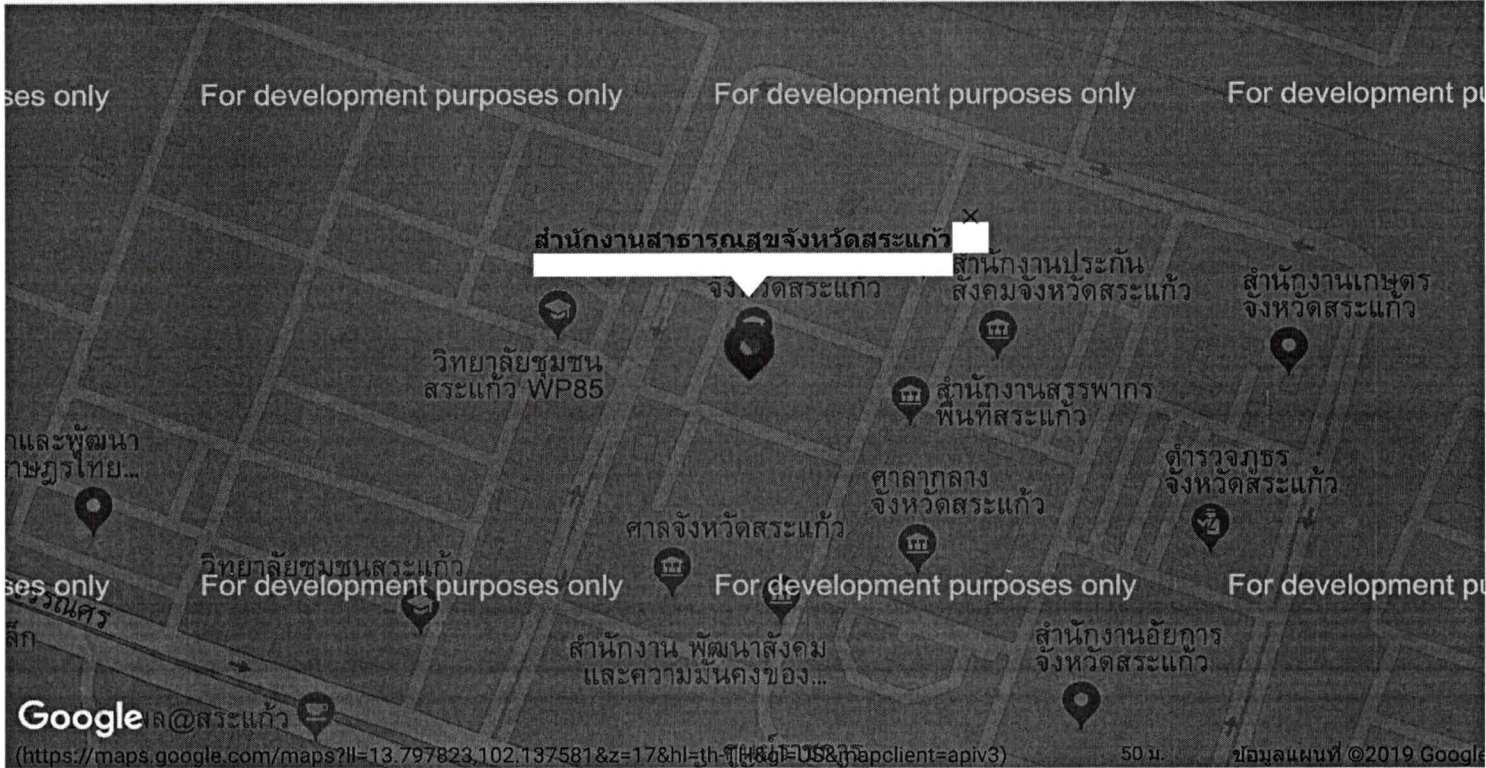 ses only For development purposes only For development purposes only For development pu
สำนักงานสาธารณสุขจังหวัดสระแก้ว
จังหวัดสระแก้ว
สำนักงานประกัน
สังคมจังหวัดสระแก้ว
สำนักงานเกษตร
จังหวัดสระแก้ว
วิทยาลัยชุมชน
สระแก้ว WP85
สำนักงานสรรพากร
พื้นที่สระแก้ว
และพัฒนา
ตำรวจภูธร
จังหวัดสระแก้ว
ศาลากลาง
จังหวัดสระแก้ว
ศาลจังหวัดสระแก้ว
วิทยาลัยชุมชนสระแก้ว
ses only For development purposes only For development purposes only For development pu
สำนักงาน พัฒนาสังคม
และความมั่นคงของ...
สำนักงานอัยการ
จังหวัดสระแก้ว
Google
@สระแก้ว
(https://maps.google.com/maps?ll=13.797823,102.137581&z=17&hl=th-TH&gl=US&mapclient=apiv3)
50 ม.
ข้อมูลแผนที่ ©2019 Google